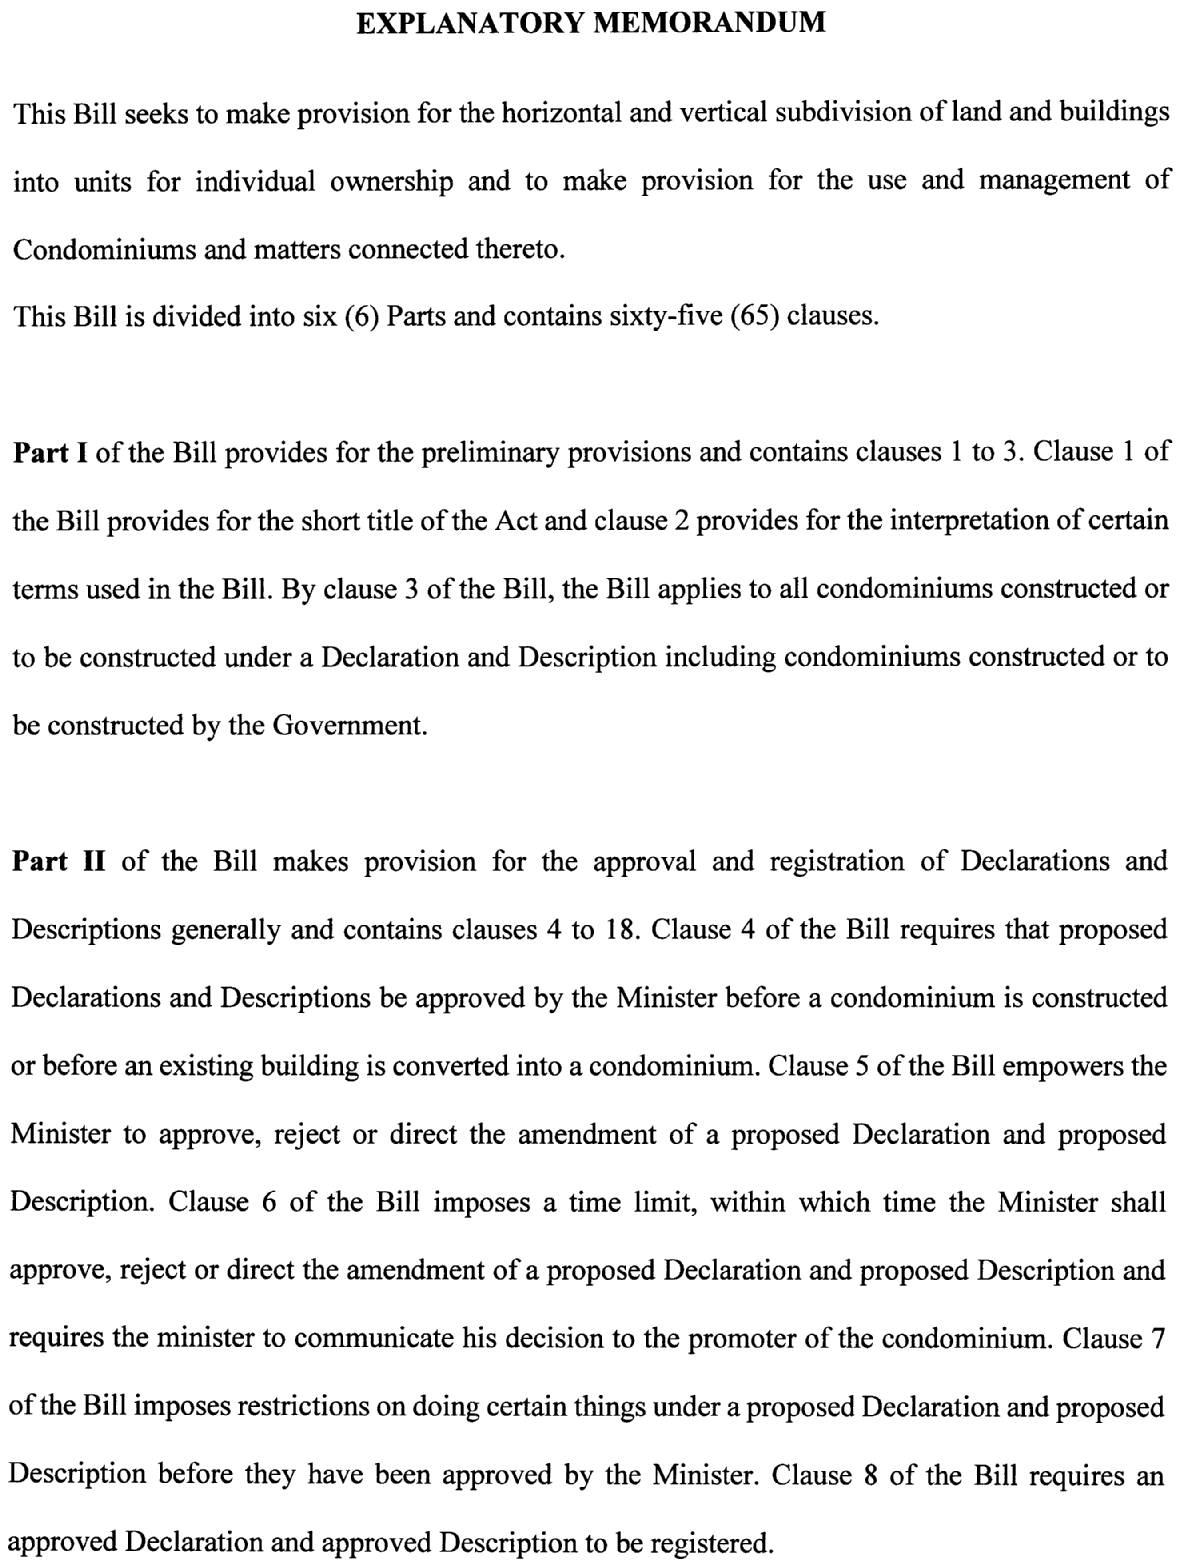 EXPLANATORY MEMORANDUM
This Bill seeks to make provision for the horizontal and vertical subdivision of land and buildings
into units for individual ownership and to make provision for the use and management of
Condominiums and matters connected thereto.
This Bill is divided into six (6) Parts and contains sixty-five (65) clauses.
Part I of the Bill provides for the preliminary provisions and contains clauses 1 to 3. Clause 1 of
the Bill provides for the short title of the Act and clause 2 provides for the interpretation of certain
terms used in the Bill. By clause 3 of the Bill, the Bill applies to all condominiums constructed or
to be constructed under a Declaration and Description including condominiums constructed or to
be constructed by the Government.
Part II of the Bill makes provision for the approval and registration of Declarations and
Descriptions generally and contains clauses 4 to 18. Clause 4 of the Bill requires that proposed
Declarations and Descriptions be approved by the Minister before a condominium is constructed
or before an existing building is converted into a condominium. Clause 5 of the Bill empowers the
Minister to approve, reject or direct the amendment of a proposed Declaration and proposed
Description. Clause 6 of the Bill imposes a time limit, within which time the Minister shall
approve, reject or direct the amendment of a proposed Declaration and proposed Description and
requires the minister to communicate his decision to the promoter of the condominium. Clause 7
of the Bill imposes restrictions on doing certain things under a proposed Declaration and proposed
Description before they have been approved by the Minister. Clause 8 of the Bill requires an
approved Declaration and approved Description to be registered.